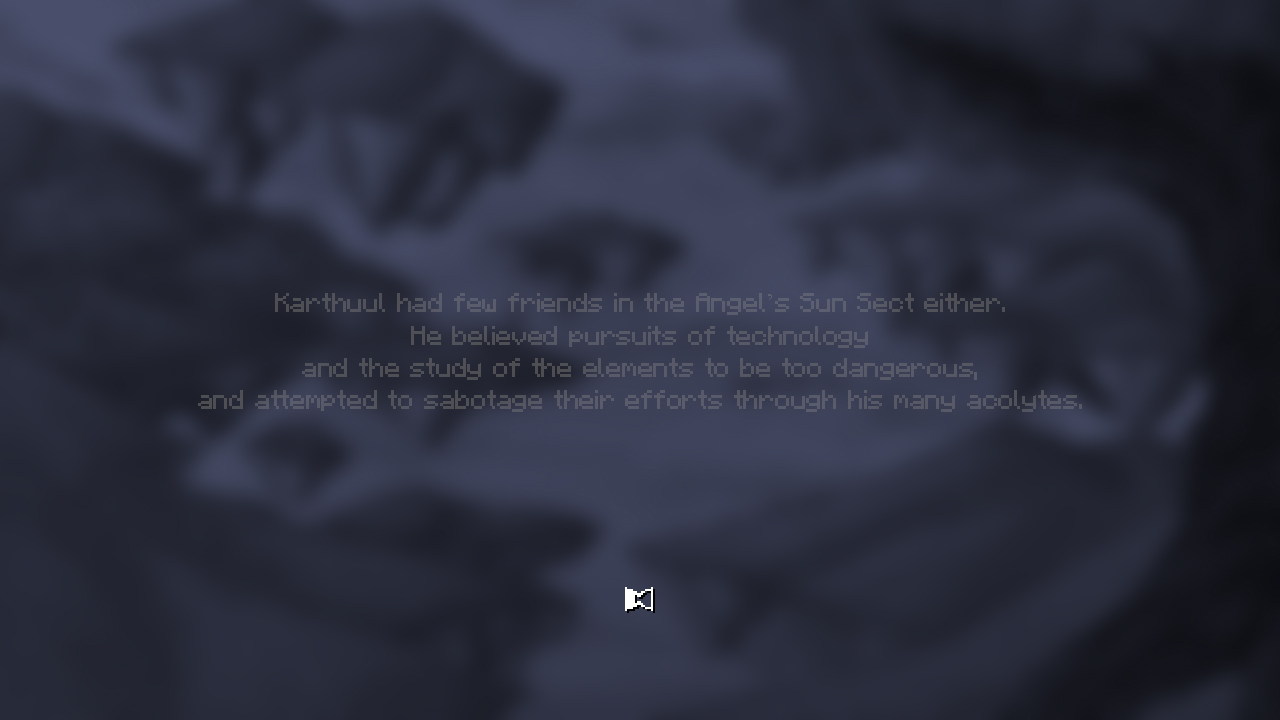 Karthuul had few friends in the Angel's Sun Sect either.
He believed pursuits of technology
and the study of the elements to be too dangerous,
and attempted to sabotage their efforts through his many acolytes.